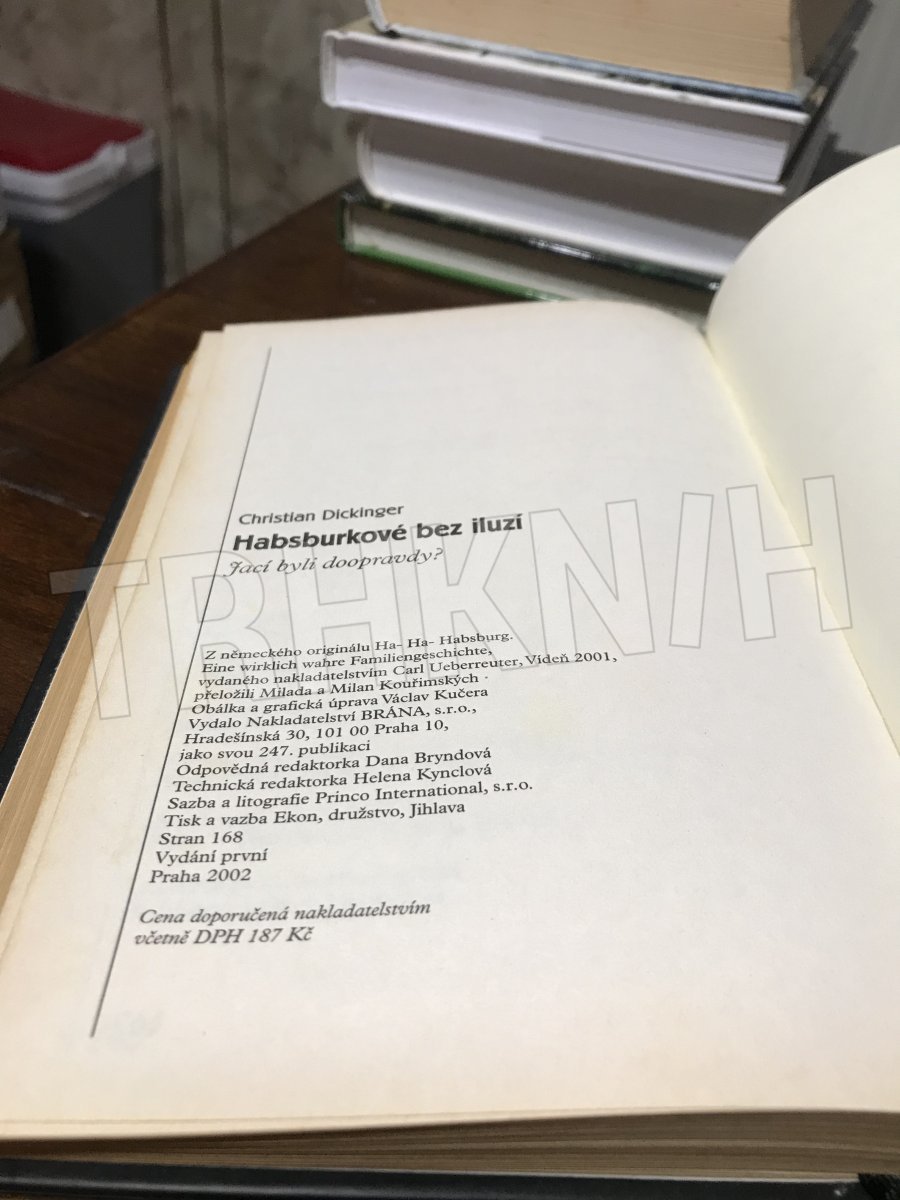 Christian Dickinger
Habsburkové bez iluzí
Jací byli doopravdy?
Z německého originálu Ha- Ha- Habsburg.
Eine wirklich wahre Familiengeschichte,
vydaného nakladatelstvím Carl Ueberreuter, Videň 2001,
přeložili Milada a Milan Kouřimských
Obálka a grafická úprava Václav Kučera
Vydalo Nakladatelství BRÁNA, s.r.o.,
Hradešínská 30, 101 00 Praha 10,
jako svou 247. publikaci
Odpovědná redaktorka Dana Bryndová
Technická redaktorka Helena Kynclová
Sazba a litografie Princo International, s.r.o.
Tisk a vazba Ekon, družstvo, Jihlava
Stran 168
Vydání první
Praha 2002
Cena doporučená nakladatelstvím
včetně DPH 187 Kč
TBHKN/H